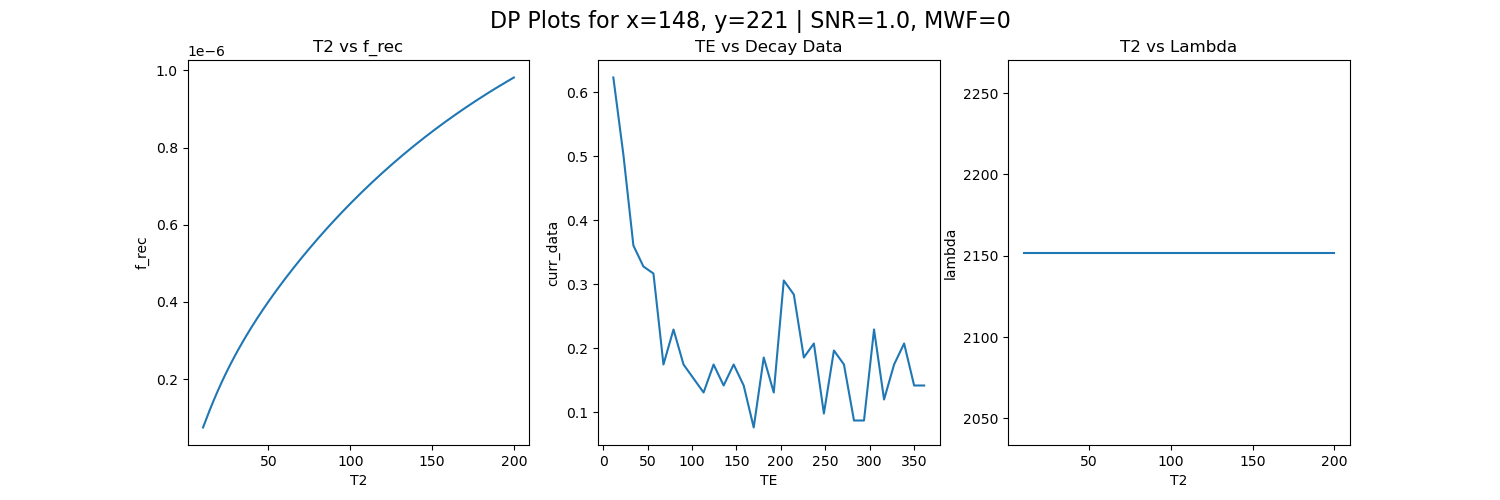 DP Plots for x=148, y=221 | SNR=1.0, MWF=0
T2 vs f_rec
1e−6
1.0
0.8
0.6
0.4
0.2
f_rec
50
100
150
200
T2
TE vs Decay Data
0.6
0.5
0.4
0.3
0.2
0.1
curr_data
0
50
100
150
200
250
300
350
TE
T2 vs Lambda
2250
2200
2150
2100
2050
lambda
50
100
150
200
T2